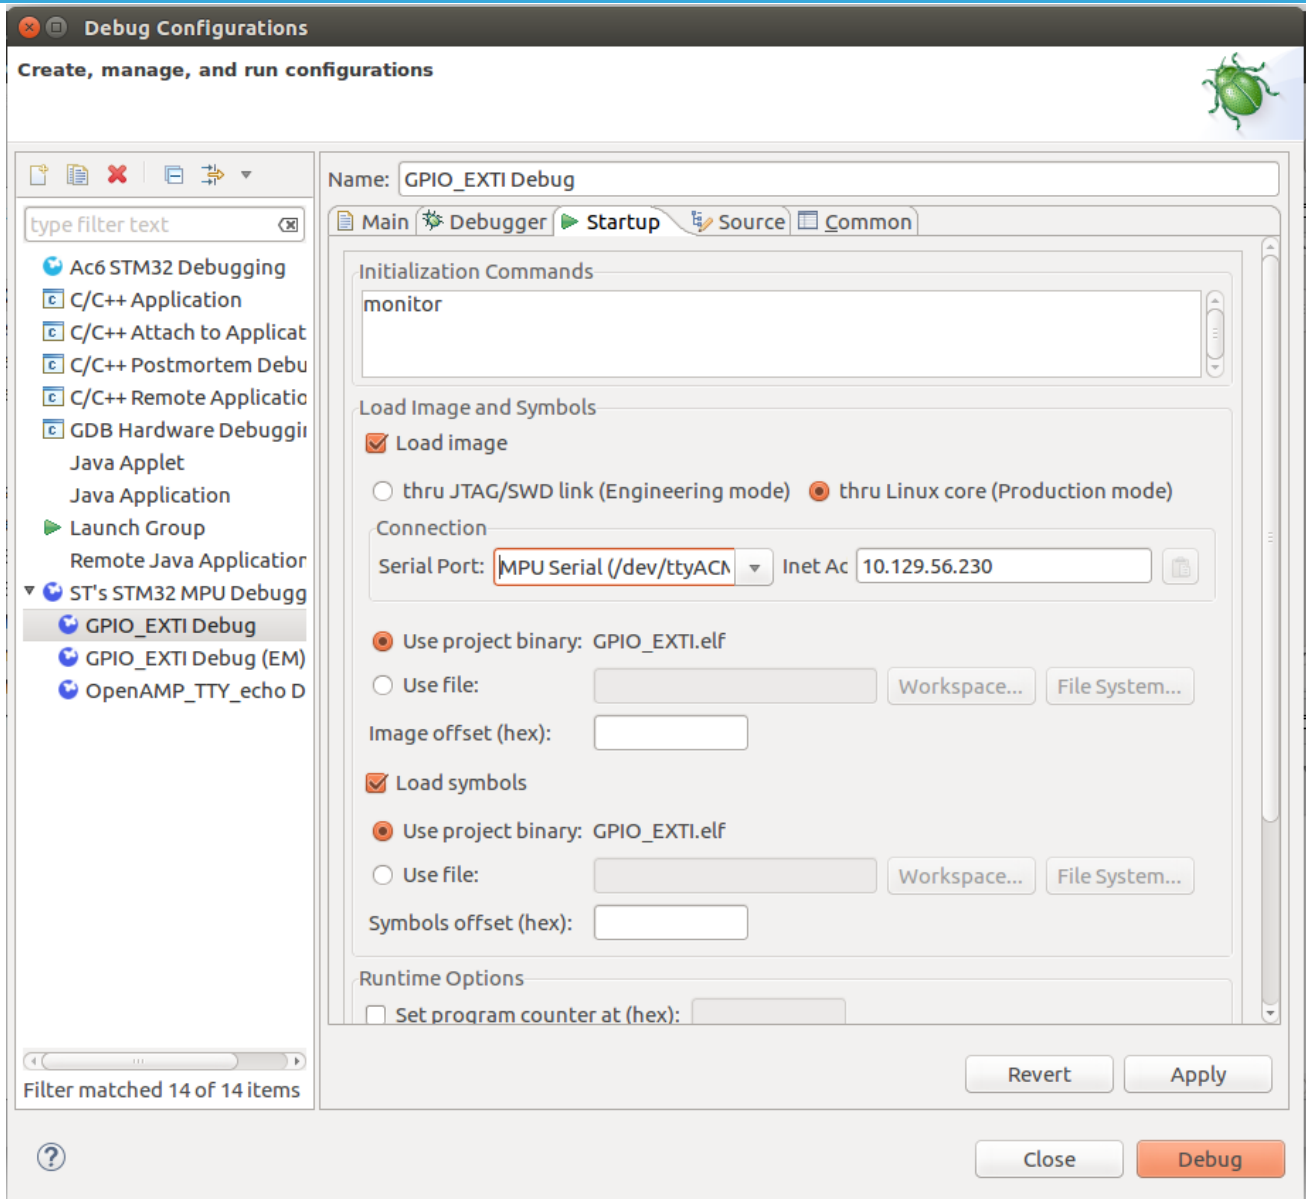 Debug Configurations
Create, manage, and run configurations
type filter text
Ac6 STM32 Debugging
C/C++ Application
C/C++ Attach to Applicat
C/C++ Postmortem Debu
C/C++ Remote Applicatio
GDB Hardware Debuggin
Java Applet
Java Application
Launch Group
Remote Java Application
ST's STM32 MPU Debugg
GPIO_EXTI Debug
GPIO_EXTI Debug (EM)
OpenAMP_TTY_echo D
Filter matched 14 of 14 items
Name: GPIO_EXTI Debug
Main Debugger Startup Source Common
Initialization Commands
monitor
Load Image and Symbols
Load image
thru JTAG/SWD link (Engineering mode) thru Linux core (Production mode)
Connection
Serial Port: MPU Serial (/dev/ttyACM Inet Ac 10.129.56.230
Use project binary: GPIO_EXTI.elf
Use file: Workspace... File System...
Image offset (hex):
Load symbols
Use project binary: GPIO_EXTI.elf
Use file: Workspace... File System...
Symbols offset (hex):
Runtime Options
Set program counter at (hex):
Revert Apply
Close Debug